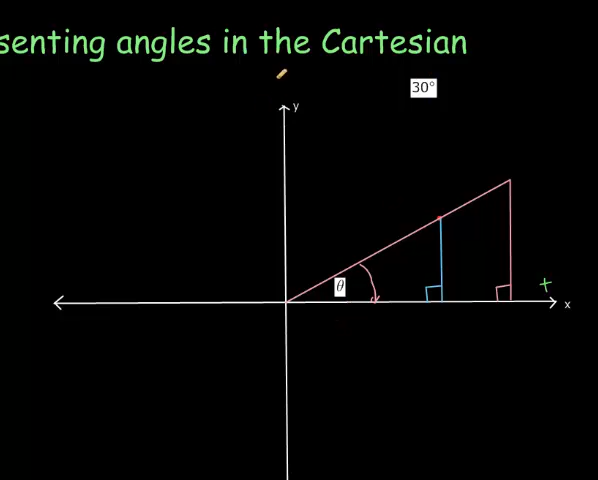 senting angles in the Cartesian
30°
y
θ
+
x